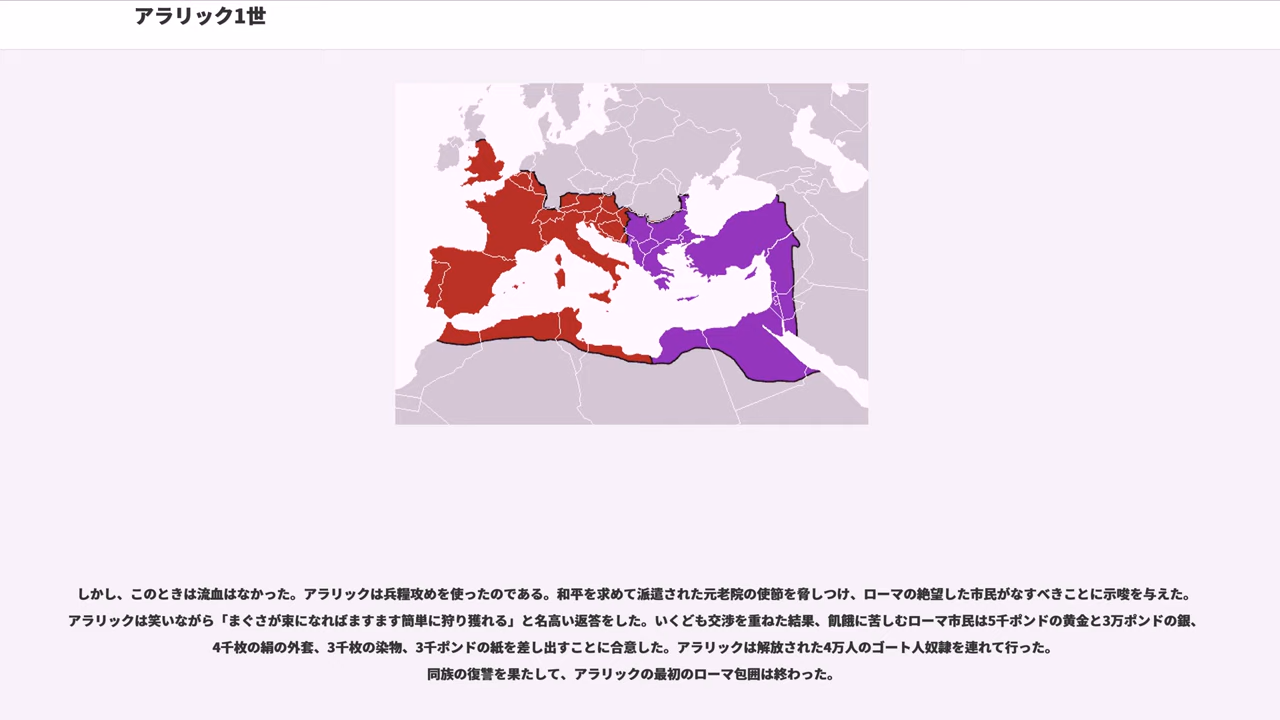 アラリック1世
しかし、このときは流血はなかった。アラリックは兵糧攻めを使ったのである。和平を求めて派遣された元老院の使節を脅しつけ、ローマの絶望した市民がなすべきことに示唆を与えた。
アラリックは笑いながら「まぐさが束になればますます簡単に狩り獲れる」と名高い返答をした。いくども交渉を重ねた結果、飢餓に苦しむローマ市民は5千ポンドの黄金と3万ポンドの銀、
4千枚の絹の外套、3千枚の染物、3千ポンドの紙を差し出すことに合意した。アラリックは解放された4万人のゴート人奴隷を連れて行った。
同族の復讐を果たして、アラリックの最初のローマ包囲は終わった。